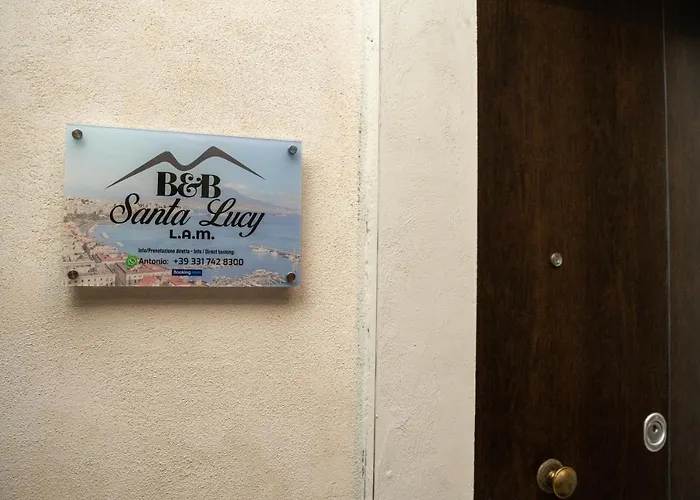 B&B
Santa Lucy
L.A.M.
Info/Prenotazione diretta - Info / Direct booking:
Antonio: +39 331 742 8300
Booking.com